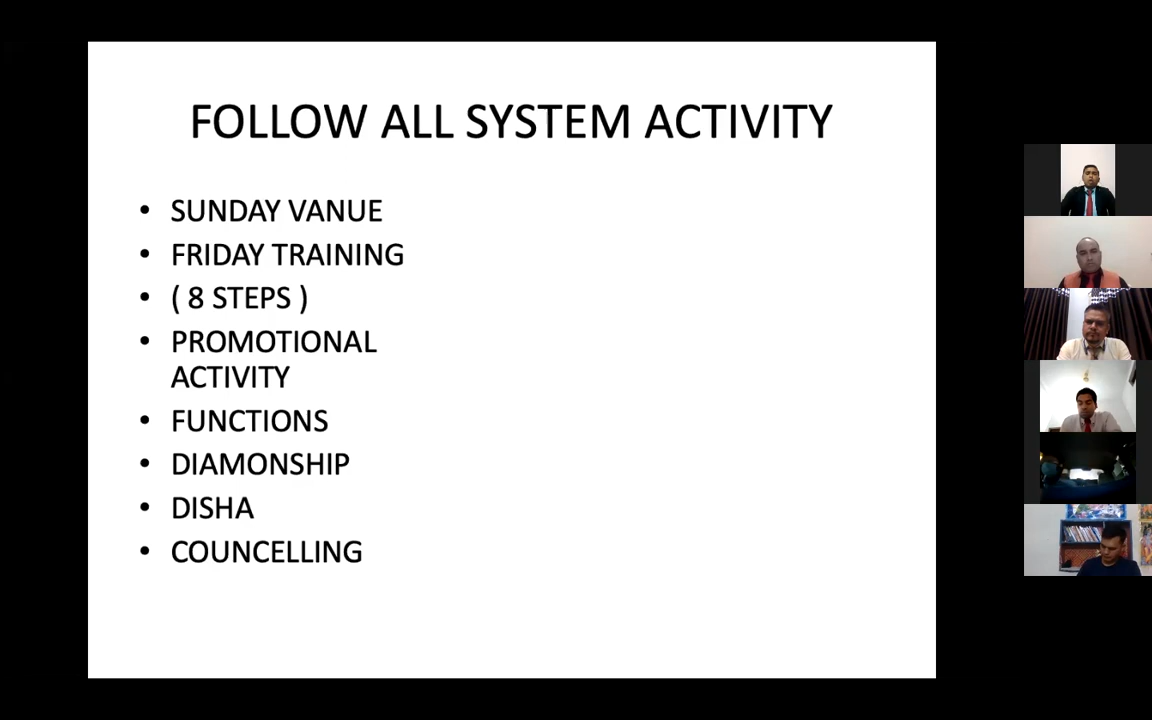 FOLLOW ALL SYSTEM ACTIVITY
• SUNDAY VANUE
• FRIDAY TRAINING
• ( 8 STEPS )
• PROMOTIONAL
ACTIVITY
• FUNCTIONS
• DIAMONSHIP
• DISHA
• COUNCELLING